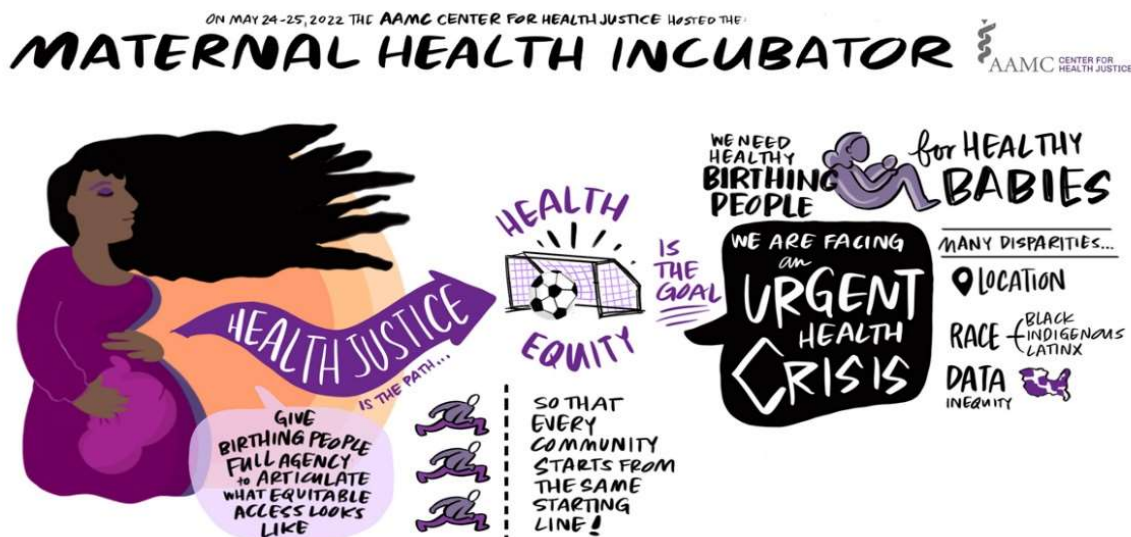 ON MAY 24-25, 2022 THE AAMC CENTER FOR HEALTH JUSTICE HOSTED THE:
MATERNAL HEALTH INCUBATOR
AAMC CENTER FOR
HEALTH JUSTICE
HEALTH JUSTICE
IS THE PATH...
HEALTH
EQUITY
IS
THE
GOAL
GIVE
BIRTHING PEOPLE
FULL AGENCY
to ARTICULATE
WHAT EQUITABLE
ACCESS LOOKS
LIKE
SO THAT
EVERY
COMMUNITY
STARTS FROM
THE SAME
STARTING
LINE!
WE NEED
HEALTHY
BIRTHING
PEOPLE
for HEALTHY
BABIES
WE ARE FACING
an
URGENT
HEALTH
CRISIS
MANY DISPARITIES...
LOCATION
RACE
BLACK
INDIGENOUS
LATINX
DATA
INEQUITY